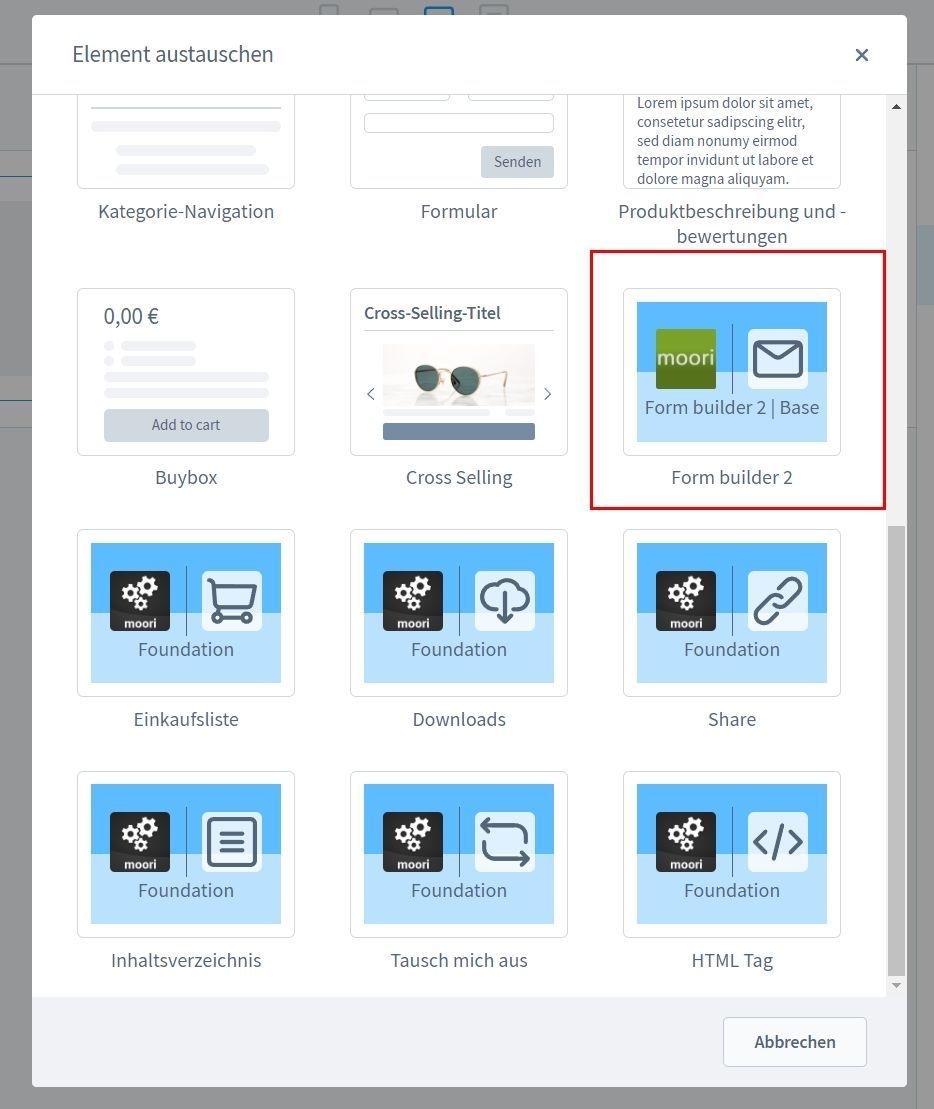 Element austauschen
Lorem ipsum dolor sit amet,
consetetur sadipscing elitr,
sed diam nonumy eirmod
tempor invidunt ut labore et
dolore magna aliquyam.
Senden
Kategorie-Navigation
Formular
Produktbeschreibung und -
bewertungen
0,00 €
Add to cart
Buybox
Cross-Selling-Titel
Cross Selling
moori
Form builder 2 | Base
Form builder 2
moori
Foundation
Einkaufsliste
moori
Foundation
Downloads
moori
Foundation
Share
moori
Foundation
Inhaltsverzeichnis
moori
Foundation
Tausch mich aus
moori
Foundation
HTML Tag
Abbrechen